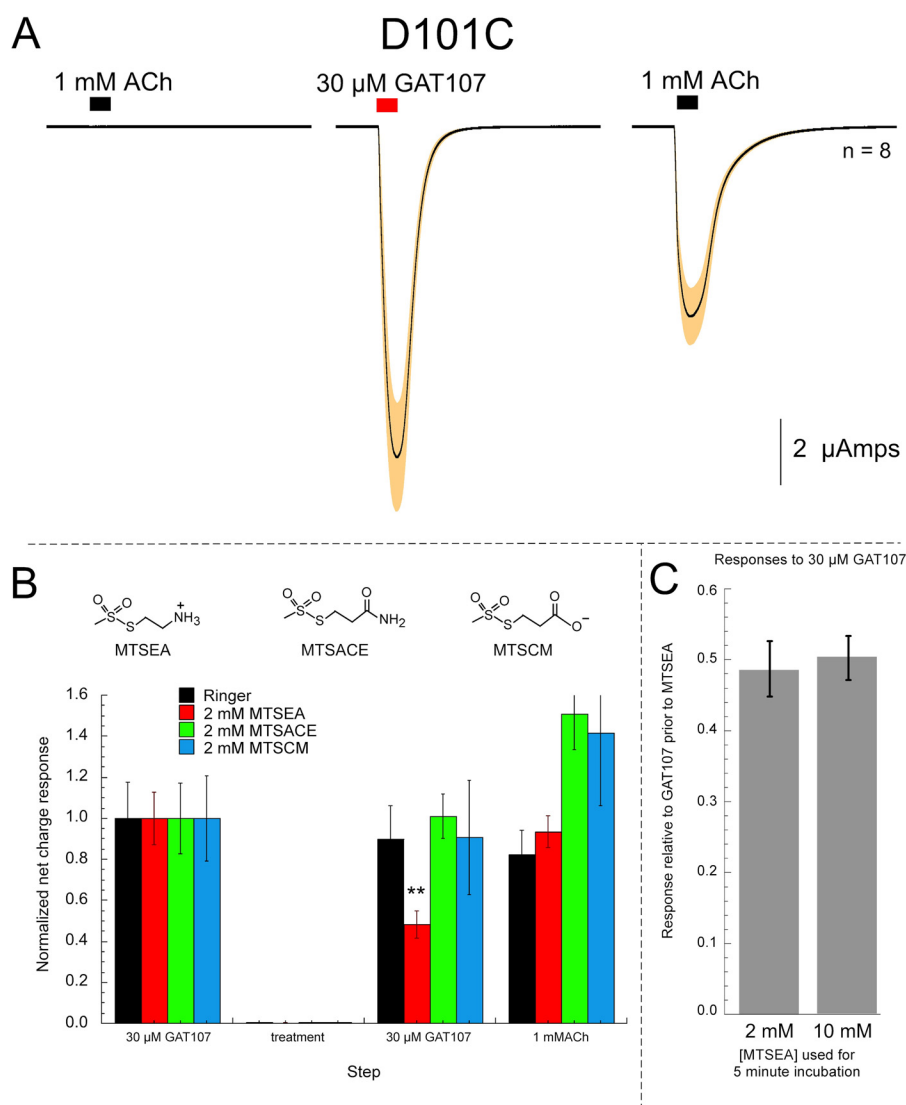 A
D101C
1 mM ACh
30 µM GAT107
1 mM ACh
n = 8
2 µAmps
B
O
O
S
S
+
NH3
MTSEA
O
O
S
S
O
NH2
MTSACE
O
O
S
S
O
O−
MTSCM
Ringer
2 mM MTSEA
2 mM MTSACE
2 mM MTSCM
Normalized net charge response
1.6
1.4
1.2
1.0
0.8
0.6
0.4
0.2
0.0
**
30 µM GAT107
treatment
30 µM GAT107
1 mMACh
Step
C
Responses to 30 µM GAT107
Response relative to GAT107 prior to MTSEA
0.6
0.5
0.4
0.3
0.2
0.1
0.0
2 mM
10 mM
[MTSEA] used for
5 minute incubation